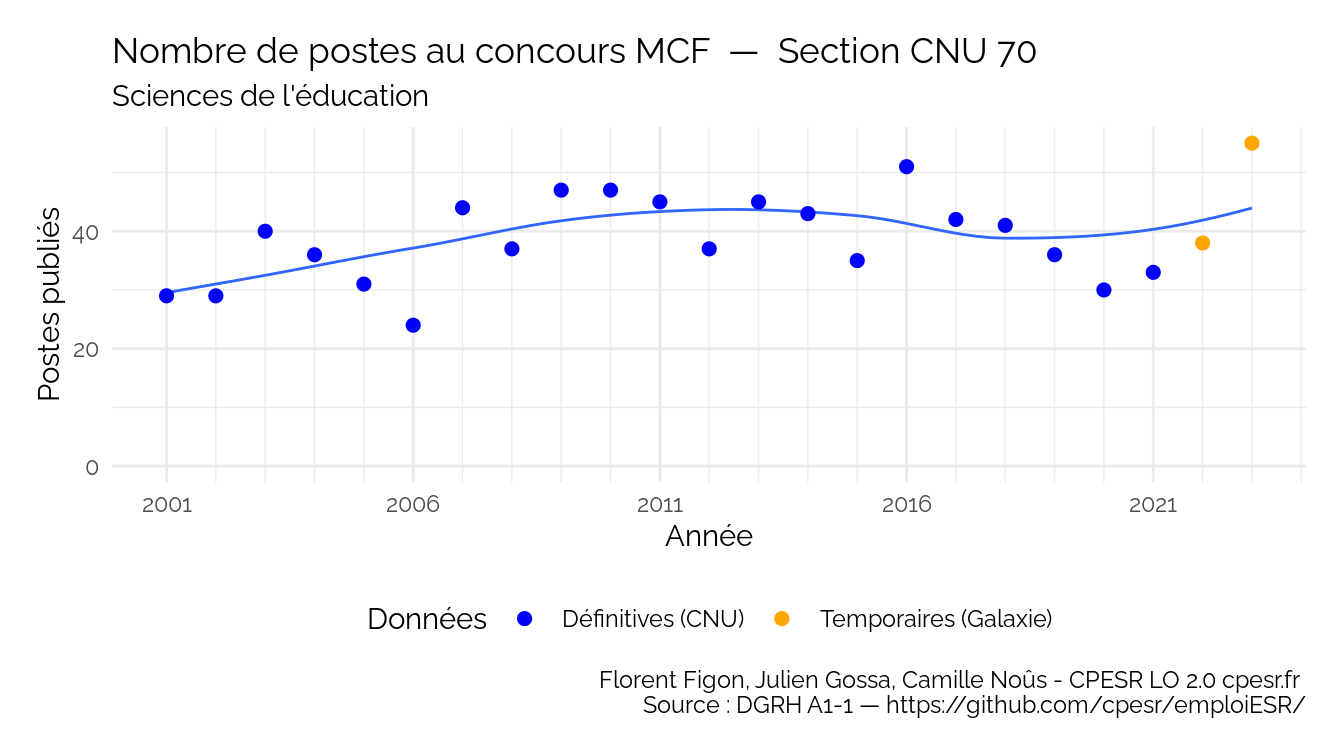 Nombre de postes au concours MCF — Section CNU 70
Sciences de l'éducation
Postes publiés
40
20
0
2001 2006 2011 2016 2021
Année
Données Définitives (CNU) Temporaires (Galaxie)
Florent Figon, Julien Gossa, Camille Noûs - CPESR LO 2.0 cpesr.fr
Source : DGRH A1-1 — https://github.com/cpesr/emploiESR/